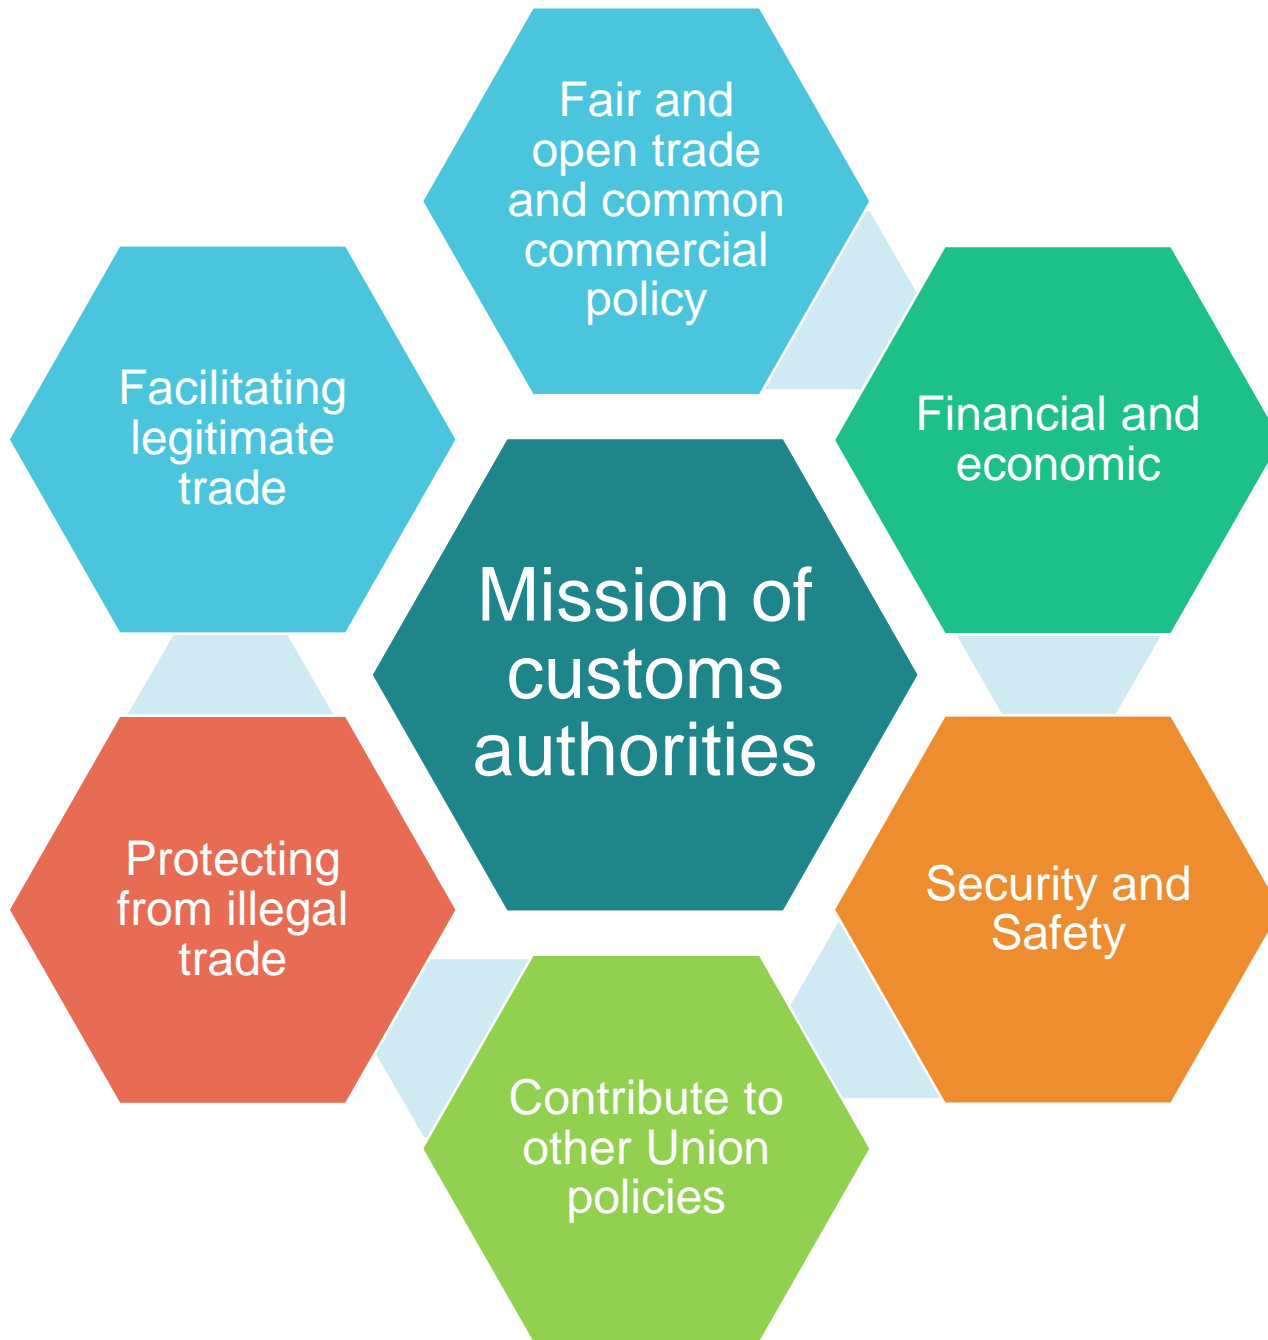 Fair and
open trade
and common
commercial
policy
Facilitating
legitimate
trade
Financial and
economic
Mission of
customs
authorities
Protecting
from illegal
trade
Security and
Safety
Contribute to
other Union
policies